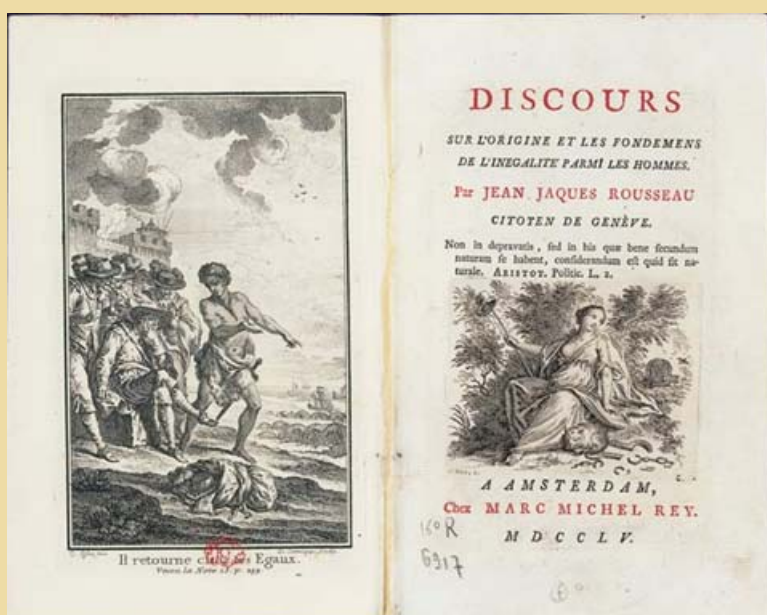 Il retourne chez ses Egaux.
DISCOURS
SUR L'ORIGINE ET LES FONDEMENS
DE L'INEGALITE PARMI LES HOMMES.
Par JEAN JAQUES ROUSSEAU
CITOTEN DE GENÈVE.
Non in depravatis, sed in his quæ bene secundum
naturam se habent, considerandum est quid sit na-
turale. ARISTOT. Politic. L. 2.
A AMSTERDAM,
Chez MARC MICHEL REY.
MDCCLV.
160 R
6917